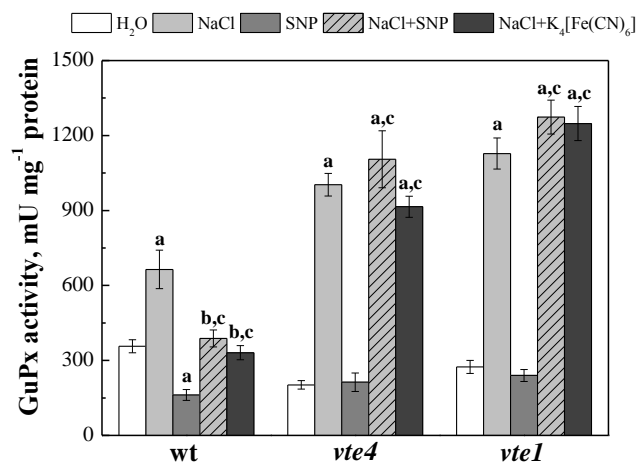 H₂O NaCl SNP NaCl+SNP NaCl+K₄[Fe(CN)₆]
GuPx activity, mU mg⁻¹ protein
1500
1200
900
600
300
0
a
a
b,c
b,c
a
a,c
a,c
a
a,c
a,c
wt vte4 vte1